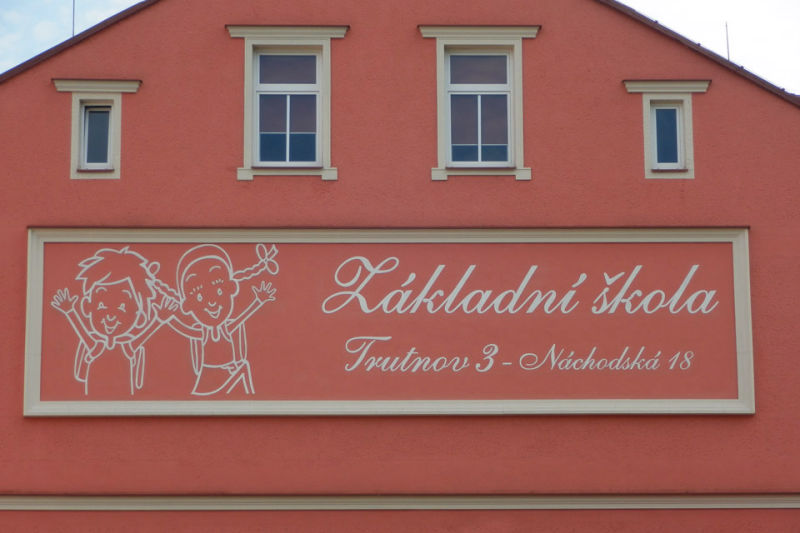 Základní škola
Trutnov 3 - Náchodská 18